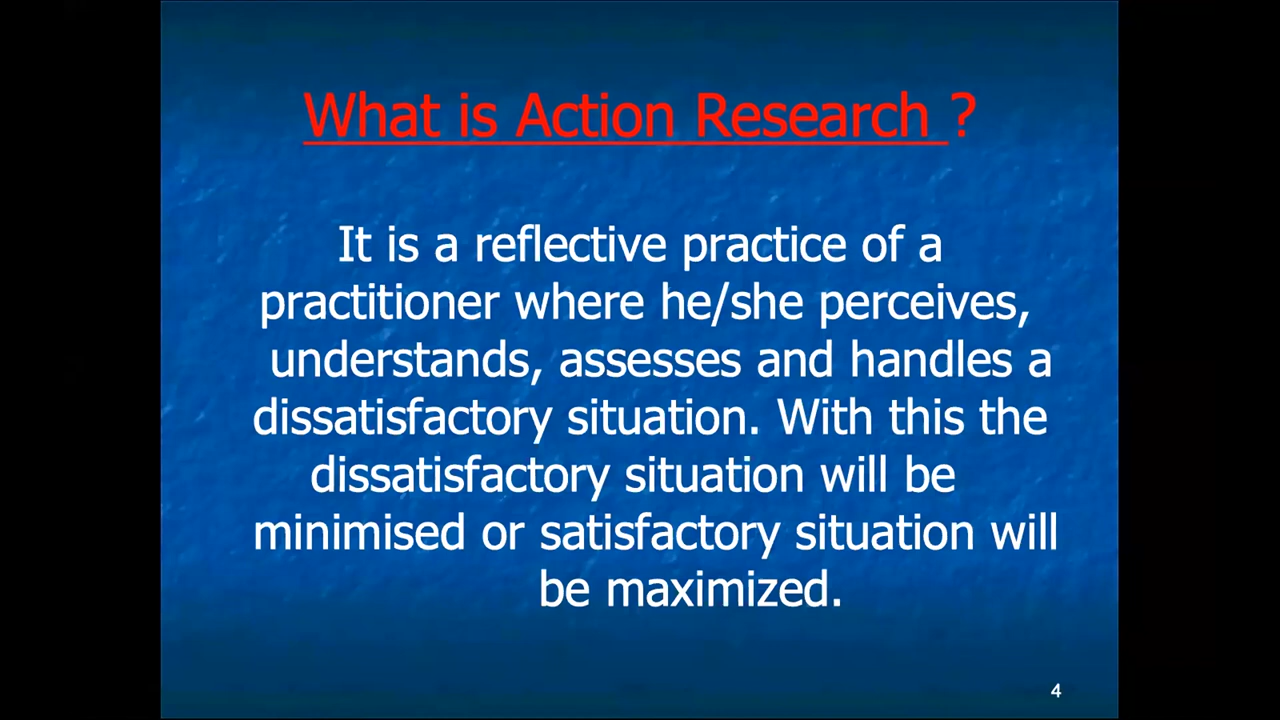 What is Action Research ?
It is a reflective practice of a
practitioner where he/she perceives,
understands, assesses and handles a
dissatisfactory situation. With this the
dissatisfactory situation will be
minimised or satisfactory situation will
be maximized.
4